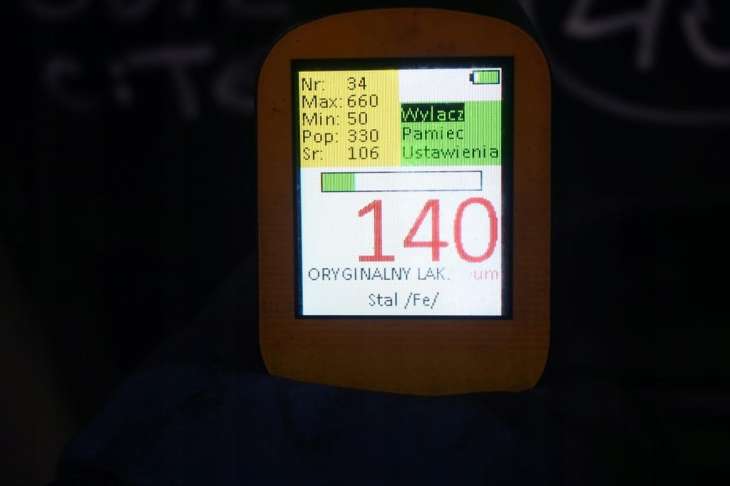 Nr: 34
Max: 660
Min: 50
Pop: 330
Sr: 106
Wylacz
Pamiec
Ustawienia
140
ORYGINALNY LAK. um
Stal /Fe/